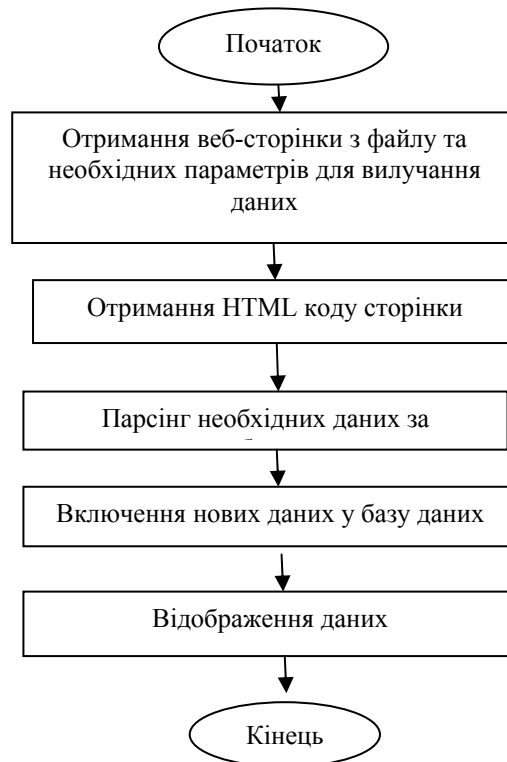 Початок
Отримання веб-сторінки з файлу та
необхідних параметрів для вилучання
даних
Отримання HTML коду сторінки
Парсінг необхідних даних за
Включення нових даних у базу даних
Відображення даних
Кінець